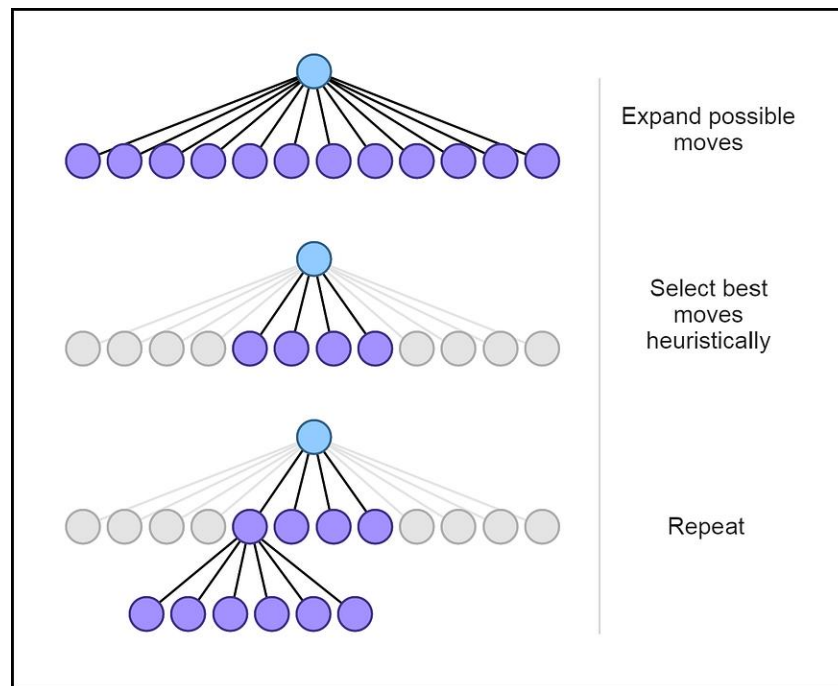 Expand possible
moves
Select best
moves
heuristically
Repeat